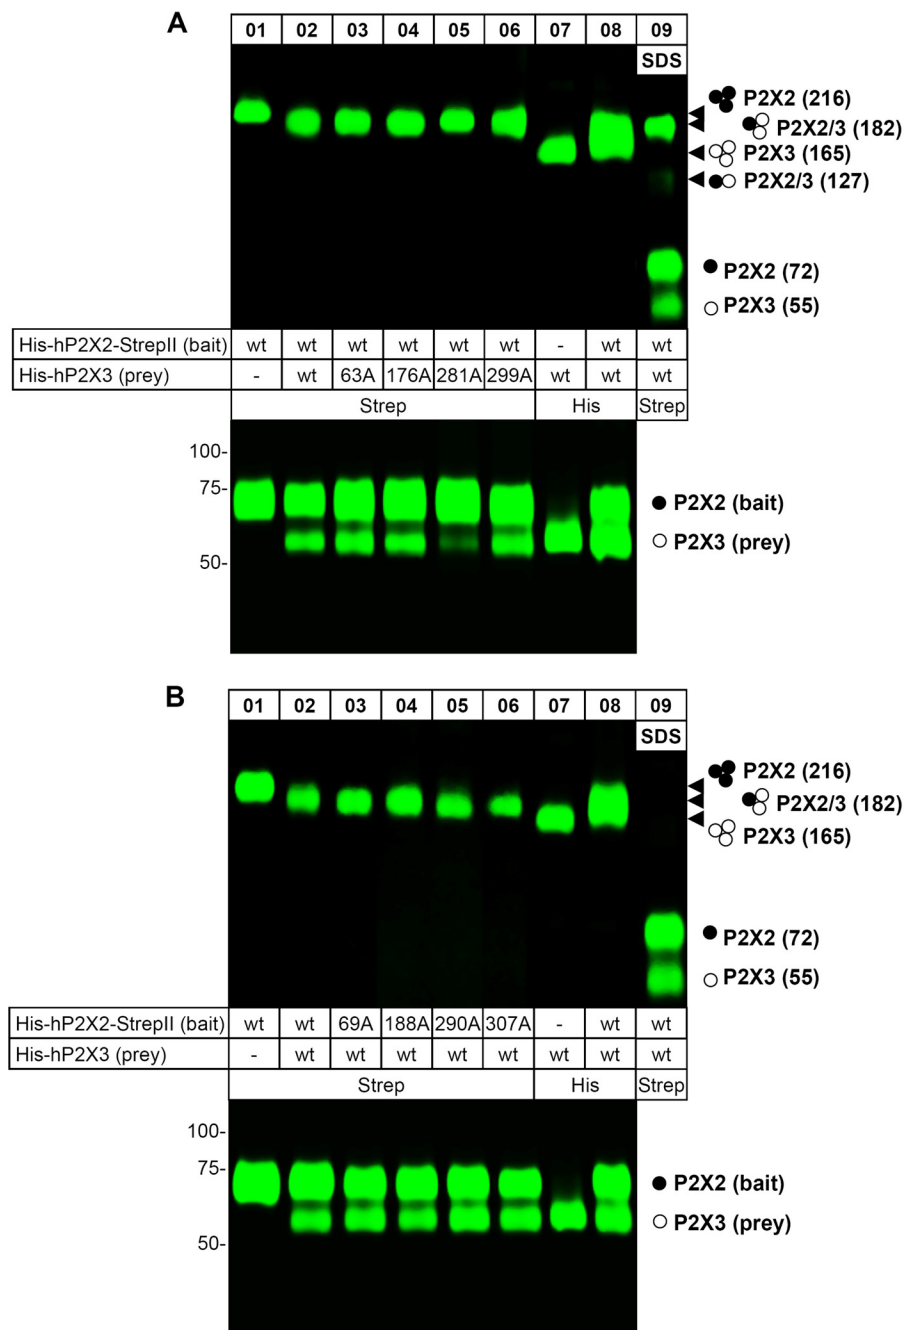 A
01 02 03 04 05 06 07 08 09
SDS
P2X2 (216)
P2X2/3 (182)
P2X3 (165)
P2X2/3 (127)
P2X2 (72)
P2X3 (55)
His-hP2X2-StrepII (bait) wt wt wt wt wt wt - wt wt
His-hP2X3 (prey) - wt 63A 176A 281A 299A wt wt wt
Strep His Strep
100-
75-
P2X2 (bait)
P2X3 (prey)
50-
B
01 02 03 04 05 06 07 08 09
SDS
P2X2 (216)
P2X2/3 (182)
P2X3 (165)
P2X2 (72)
P2X3 (55)
His-hP2X2-StrepII (bait) wt wt 69A 188A 290A 307A - wt wt
His-hP2X3 (prey) - wt wt wt wt wt wt wt wt
Strep His Strep
100-
75-
P2X2 (bait)
P2X3 (prey)
50-